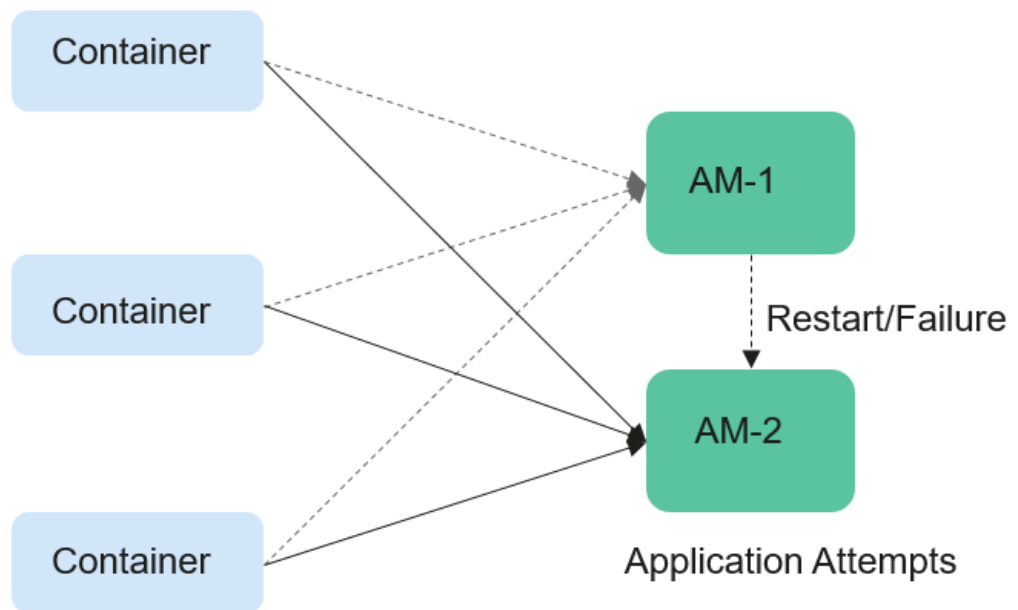 Container
AM-1
Container
Restart/Failure
AM-2
Container
Application Attempts